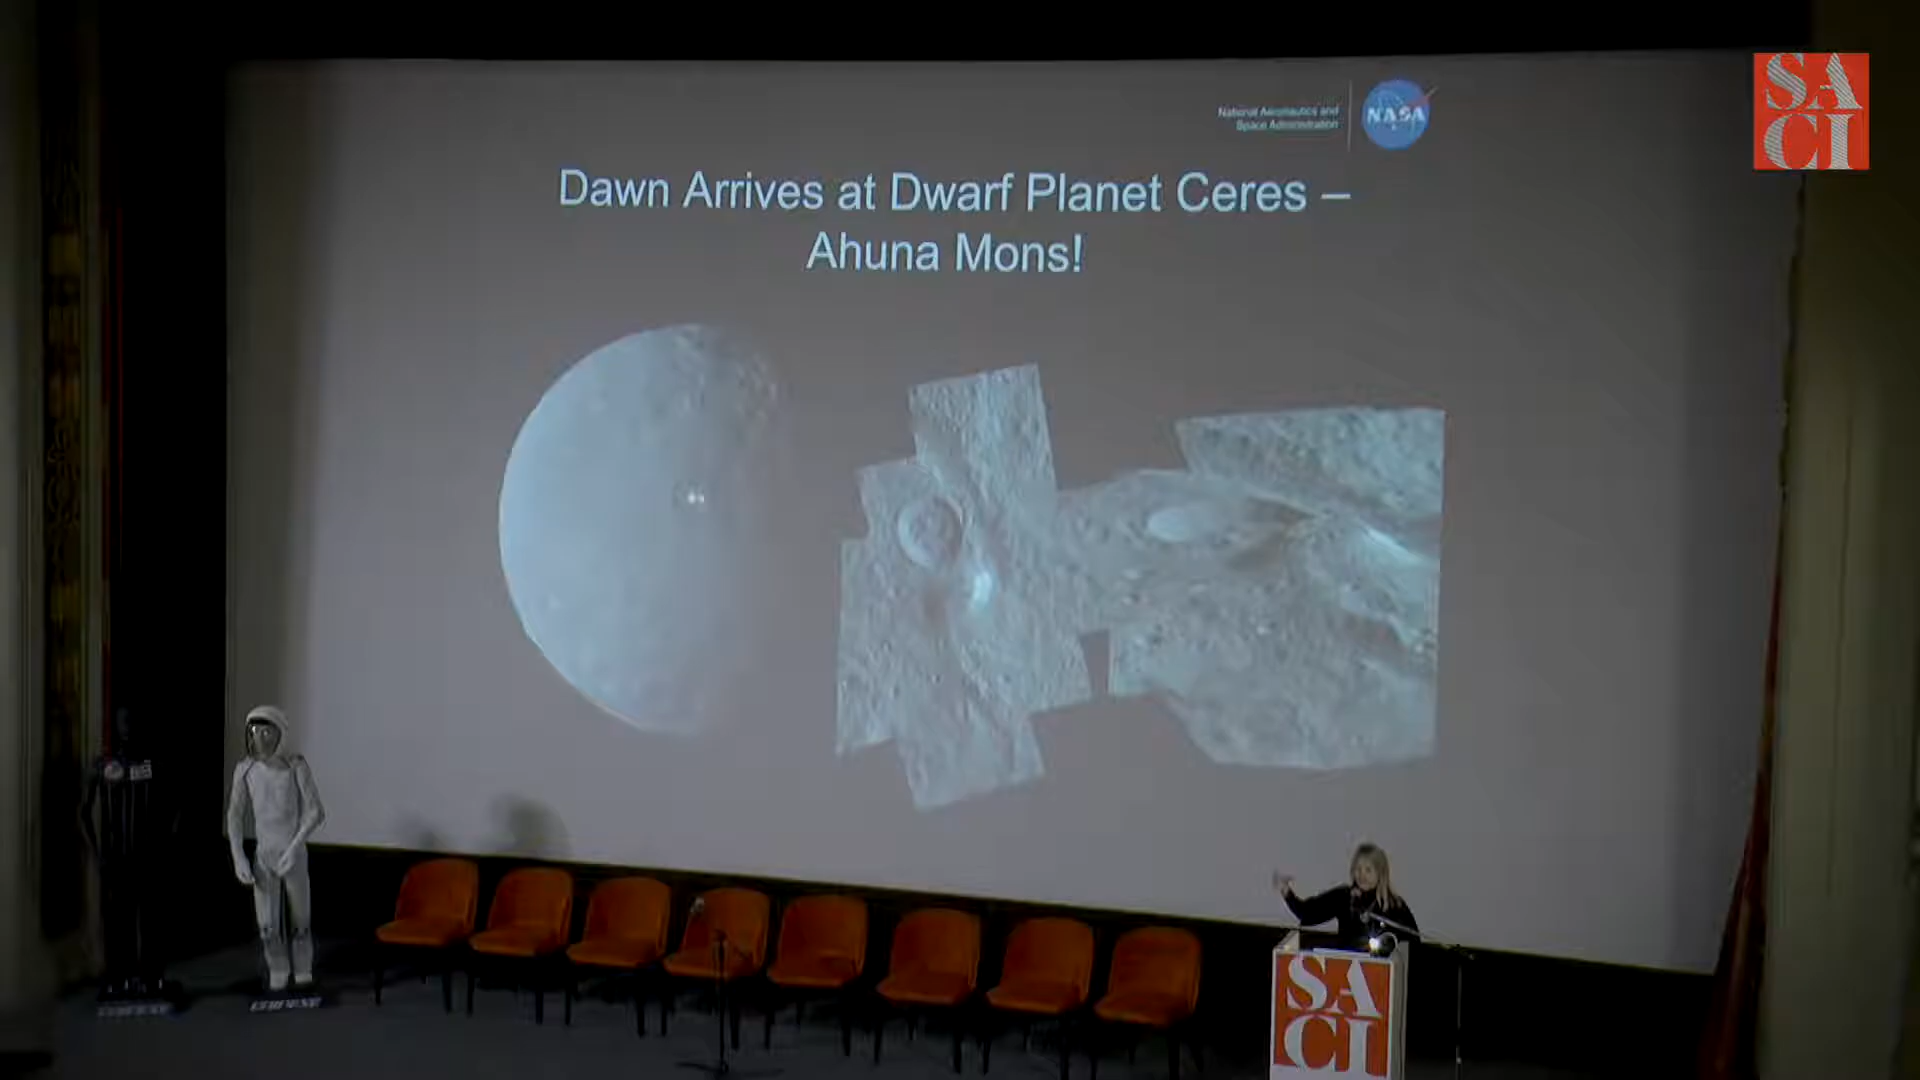 National Aeronautics and
Space Administration
NASA
SA
CI
Dawn Arrives at Dwarf Planet Ceres –
Ahuna Mons!
SA
CI